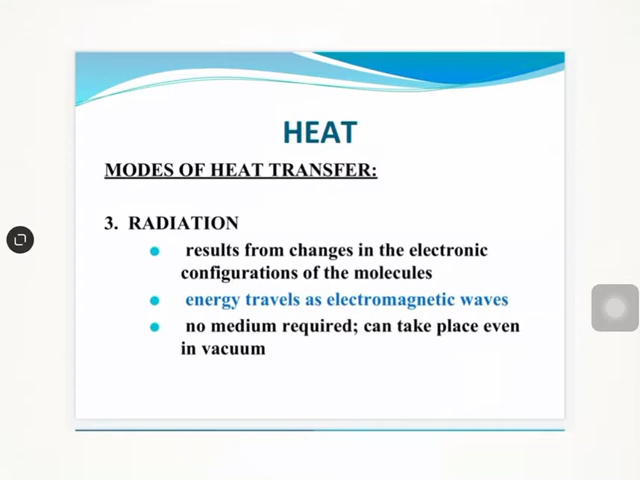 HEAT
MODES OF HEAT TRANSFER:
3. RADIATION
results from changes in the electronic
configurations of the molecules
energy travels as electromagnetic waves
no medium required; can take place even
in vacuum